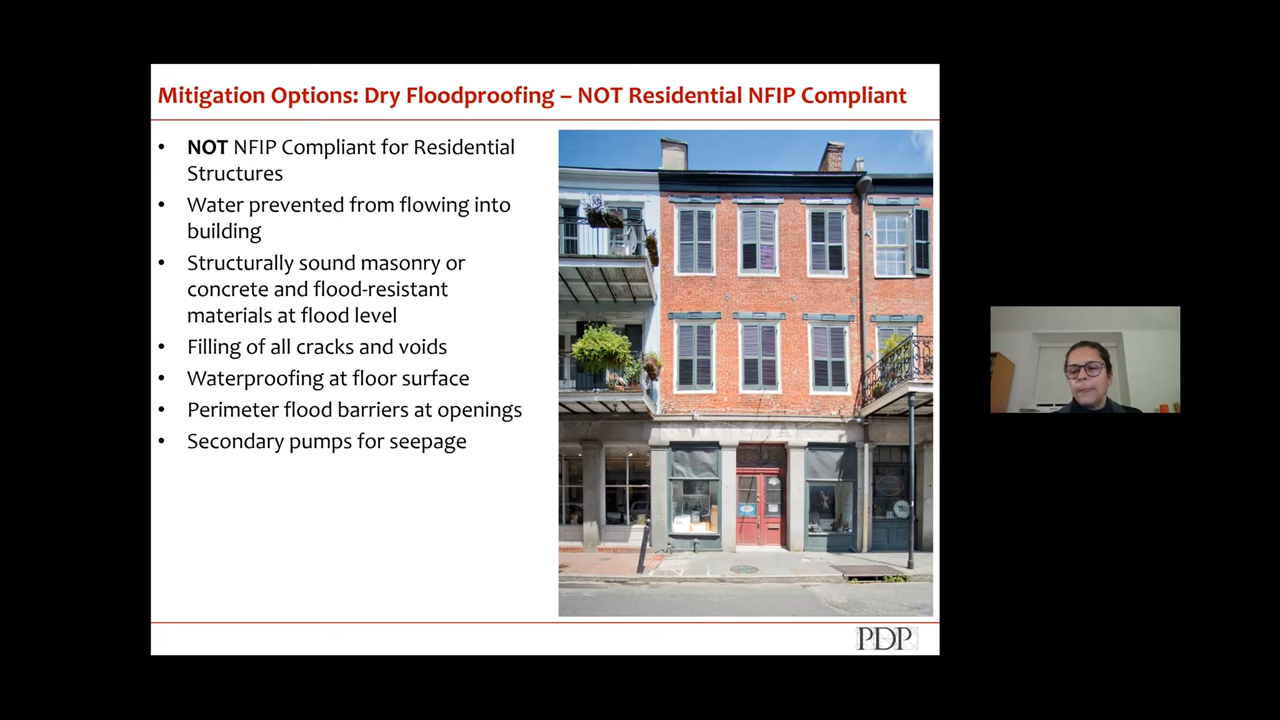 Mitigation Options: Dry Floodproofing – NOT Residential NFIP Compliant
• NOT NFIP Compliant for Residential
Structures
• Water prevented from flowing into
building
• Structurally sound masonry or
concrete and flood-resistant
materials at flood level
• Filling of all cracks and voids
• Waterproofing at floor surface
• Perimeter flood barriers at openings
• Secondary pumps for seepage
PDP